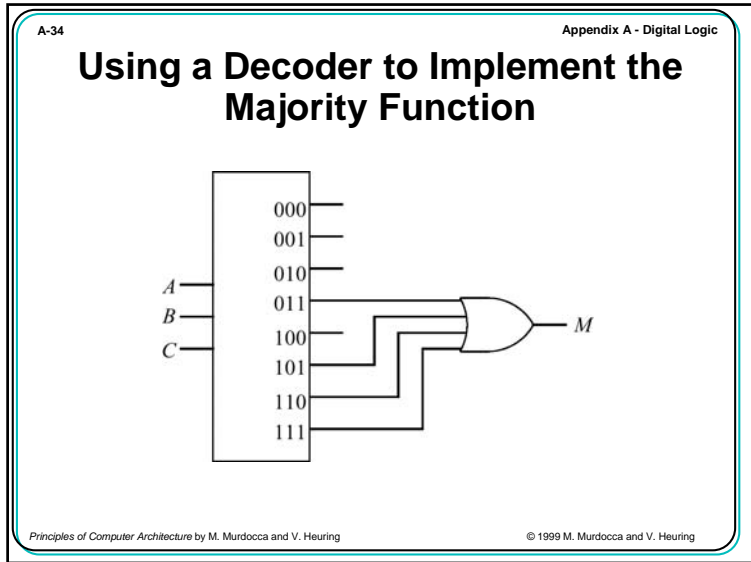 A-34
Appendix A - Digital Logic
Using a Decoder to Implement the
Majority Function
000
001
010
A
011
B
M
100
C
101
110
111
Principles of Computer Architecture by M. Murdocca and V. Heuring
© 1999 M. Murdocca and V. Heuring